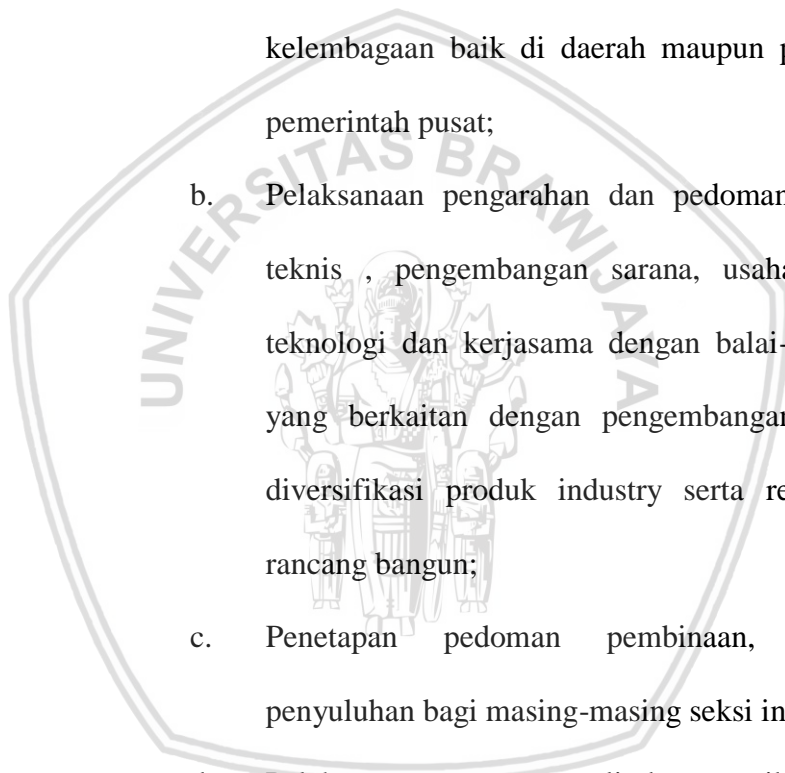 kelembagaan baik di daerah maupun
pemerintah pusat;
b. Pelaksanaan pengarahan dan pedoman
teknis , pengembangan sarana, usaha
teknologi dan kerjasama dengan balai-
yang berkaitan dengan pengembangan
diversifikasi produk industry serta
rancang bangun;
c. Penetapan pedoman pembinaan,
penyuluhan bagi masing-masing seksi
UNIVERSITAS BRAWIJAYA